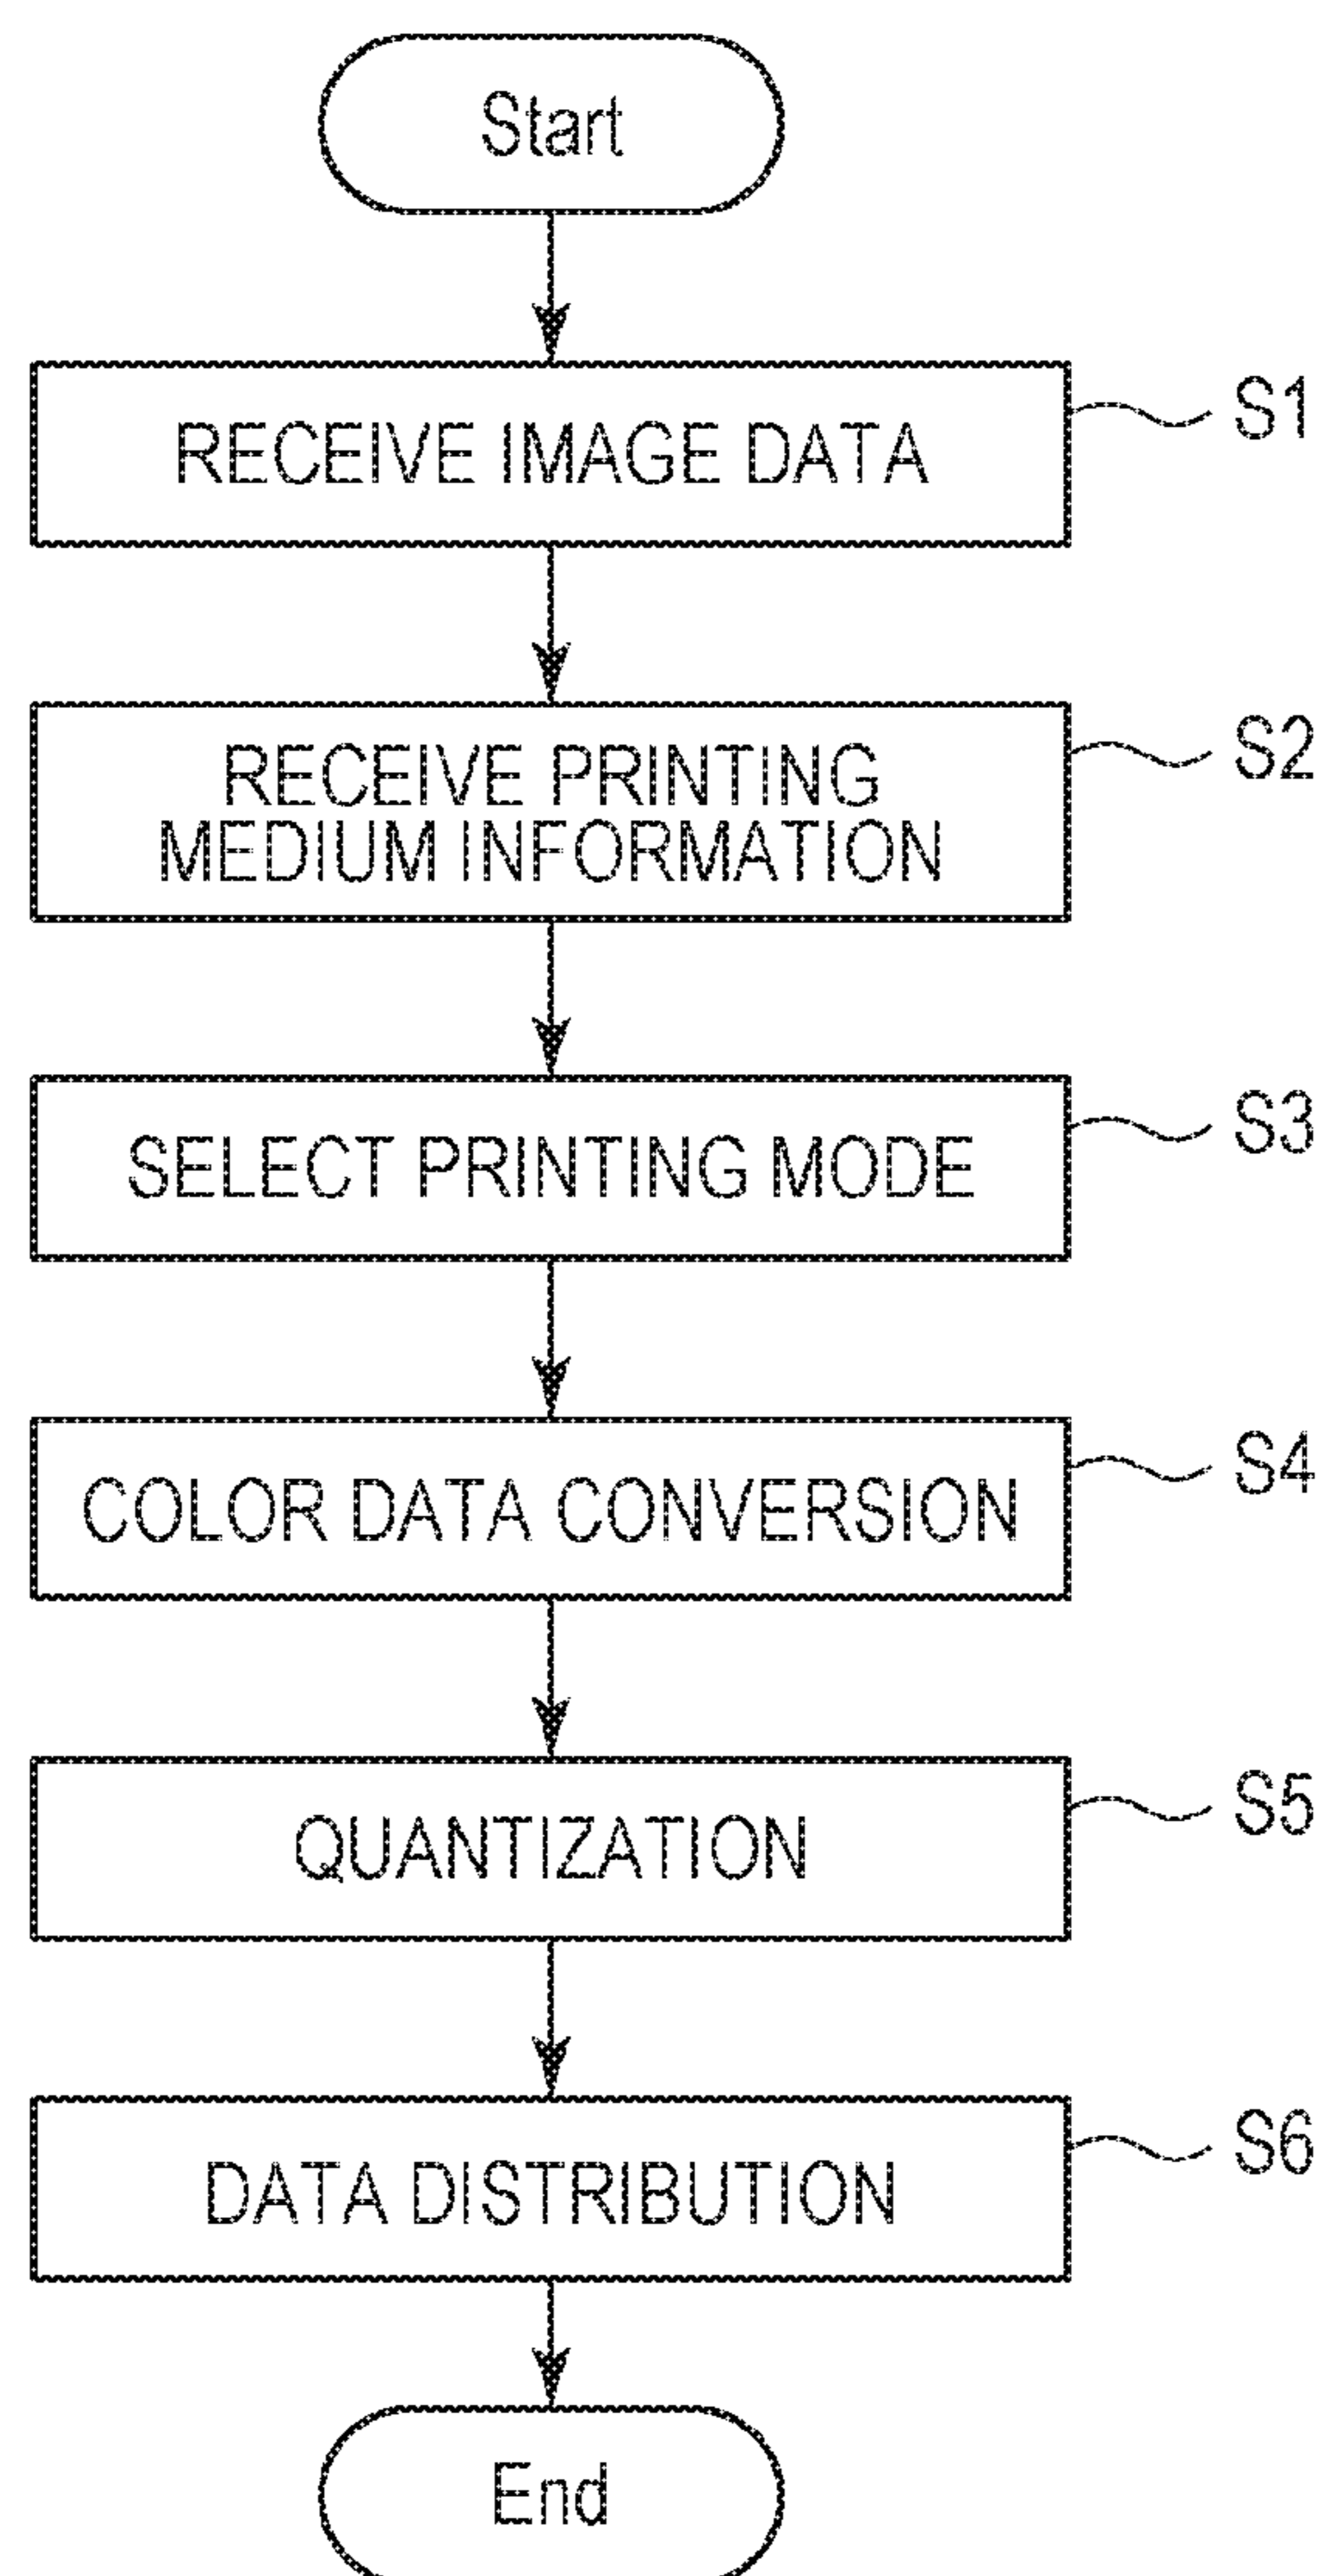 Start
RECEIVE IMAGE DATA
S1
RECEIVE PRINTING
MEDIUM INFORMATION
S2
SELECT PRINTING MODE
S3
COLOR DATA CONVERSION
S4
QUANTIZATION
S5
DATA DISTRIBUTION
S6
End